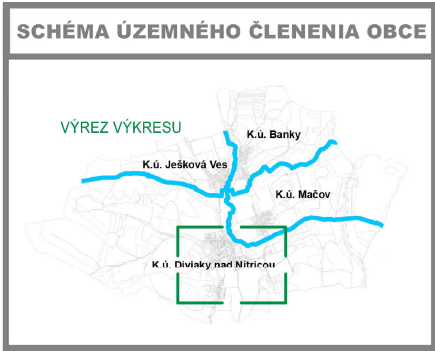 SCHÉMA ÚZEMNÉHO ČLENENIA OBCE
VÝREZ VÝKRESU
K.ú. Banky
K.ú. Ješková Ves
K.ú. Mačov
K.ú. Diviaky nad Nitricou